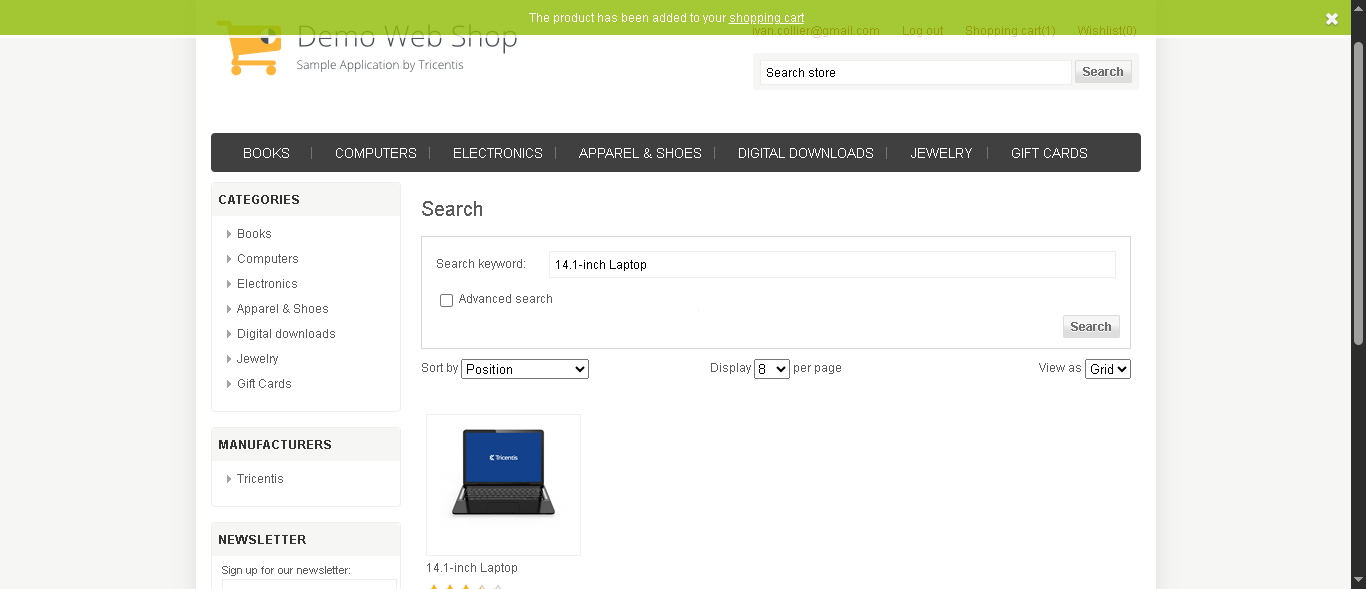 The product has been added to your shopping cart
Demo Web Shop
Sample Application by Tricentis
ivan.collier@gmail.com Log out Shopping cart(1) Wishlist(0)
Search store Search
BOOKS COMPUTERS ELECTRONICS APPAREL & SHOES DIGITAL DOWNLOADS JEWELRY GIFT CARDS
CATEGORIES
Books
Computers
Electronics
Apparel & Shoes
Digital downloads
Jewelry
Gift Cards
MANUFACTURERS
Tricentis
NEWSLETTER
Sign up for our newsletter:
Search
Search keyword: 14.1-inch Laptop
Advanced search
Search
Sort by Position Display 8 per page View as Grid
Tricentis
14.1-inch Laptop